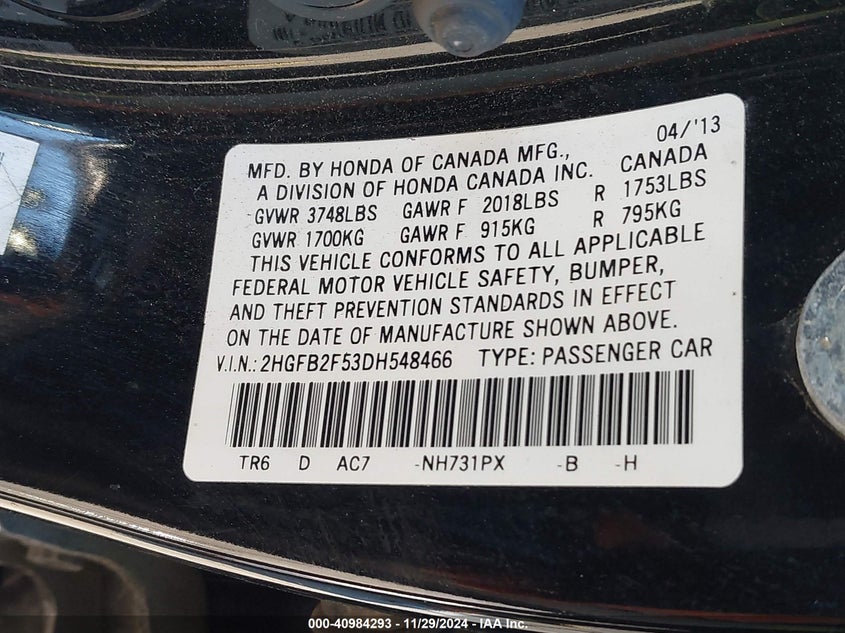 04/'13
MFD. BY HONDA OF CANADA MFG.,
A DIVISION OF HONDA CANADA INC. CANADA
GVWR 3748LBS GAWR F 2018LBS R 1753LBS
GVWR 1700KG GAWR F 915KG R 795KG
THIS VEHICLE CONFORMS TO ALL APPLICABLE
FEDERAL MOTOR VEHICLE SAFETY, BUMPER,
AND THEFT PREVENTION STANDARDS IN EFFECT
ON THE DATE OF MANUFACTURE SHOWN ABOVE.
V.I.N.: 2HGFB2F53DH548466 TYPE: PASSENGER CAR
TR6 D AC7 -NH731PX -B -H
000-40984293 - 11/29/2024 - IAAI Inc.